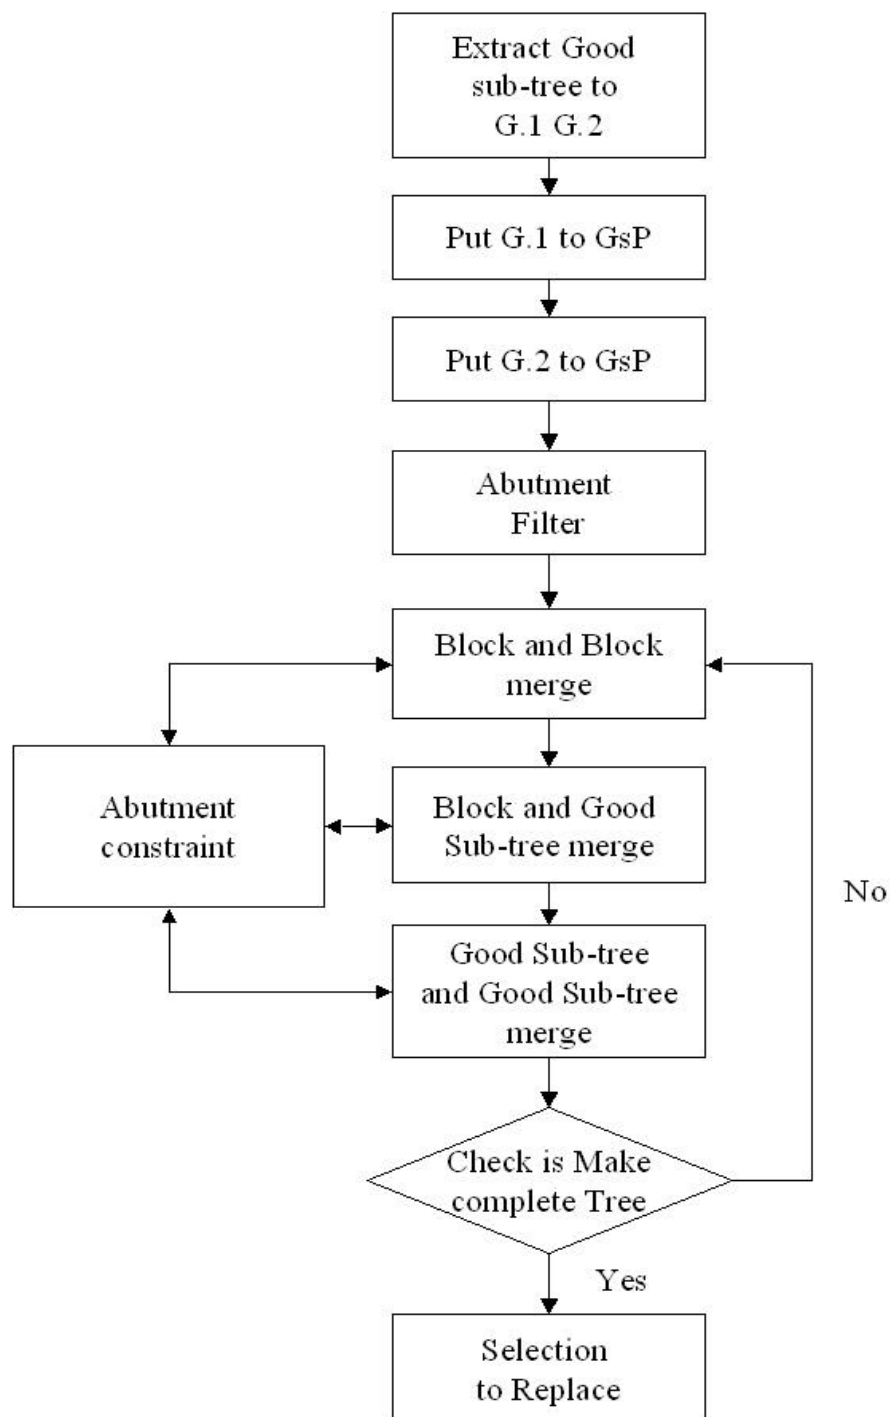 Extract Good
sub-tree to
G.1 G.2
Put G.1 to GsP
Put G.2 to GsP
Abutment
Filter
Block and Block
merge
Abutment
constraint
Block and Good
Sub-tree merge
No
Good Sub-tree
and Good Sub-tree
merge
Check is Make
complete Tree
Yes
Selection
to Replace